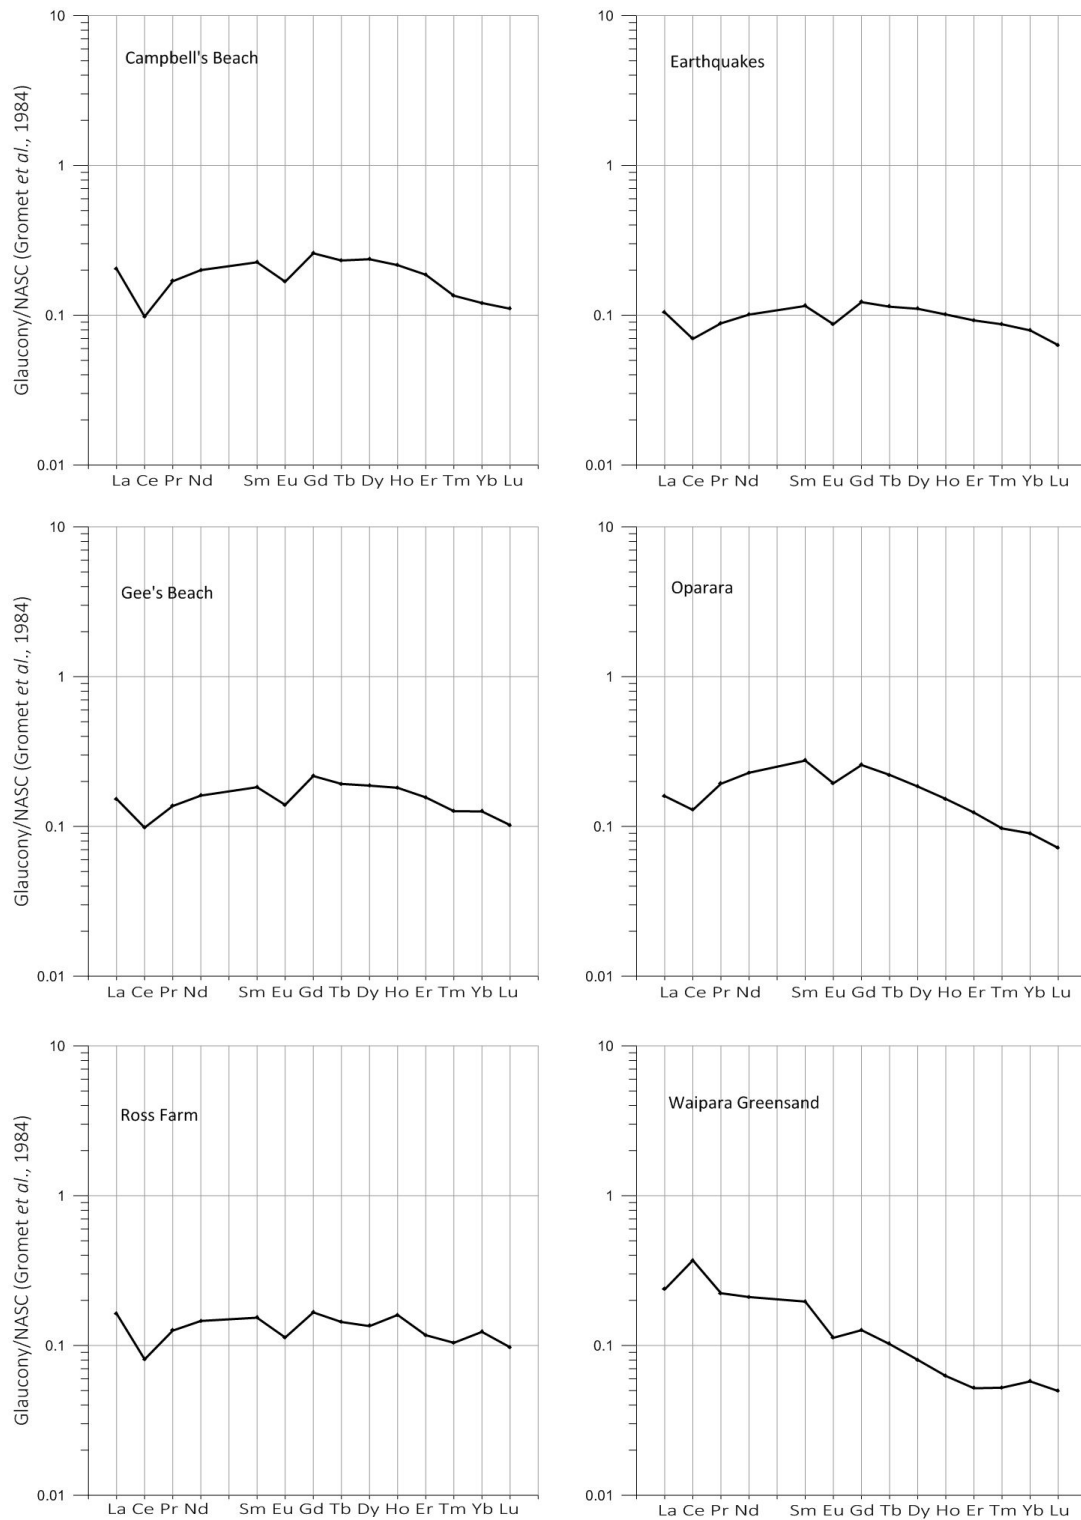 10
Campbell's Beach
1
0.1
0.01
Glaucony/NASC (Gromet et al., 1984)
La Ce Pr Nd Sm Eu Gd Tb Dy Ho Er Tm Yb Lu
10
Earthquakes
1
0.1
0.01
La Ce Pr Nd Sm Eu Gd Tb Dy Ho Er Tm Yb Lu
10
Gee's Beach
1
0.1
0.01
Glaucony/NASC (Gromet et al., 1984)
La Ce Pr Nd Sm Eu Gd Tb Dy Ho Er Tm Yb Lu
10
Oparara
1
0.1
0.01
La Ce Pr Nd Sm Eu Gd Tb Dy Ho Er Tm Yb Lu
10
Ross Farm
1
0.1
0.01
Glaucony/NASC (Gromet et al., 1984)
La Ce Pr Nd Sm Eu Gd Tb Dy Ho Er Tm Yb Lu
10
Waipara Greensand
1
0.1
0.01
La Ce Pr Nd Sm Eu Gd Tb Dy Ho Er Tm Yb Lu